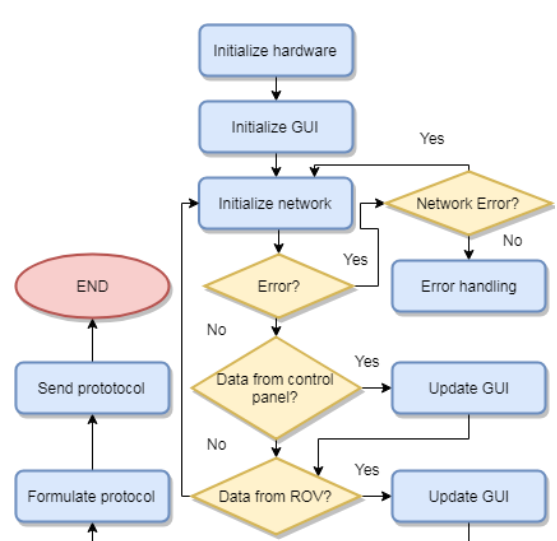 Initialize hardware
Initialize GUI
Yes
Initialize network
Network Error?
No
Yes
END
Error?
Error handling
No
Send prototocol
Data from control
panel?
Yes
Update GUI
No
Formulate protocol
Data from ROV?
Yes
Update GUI